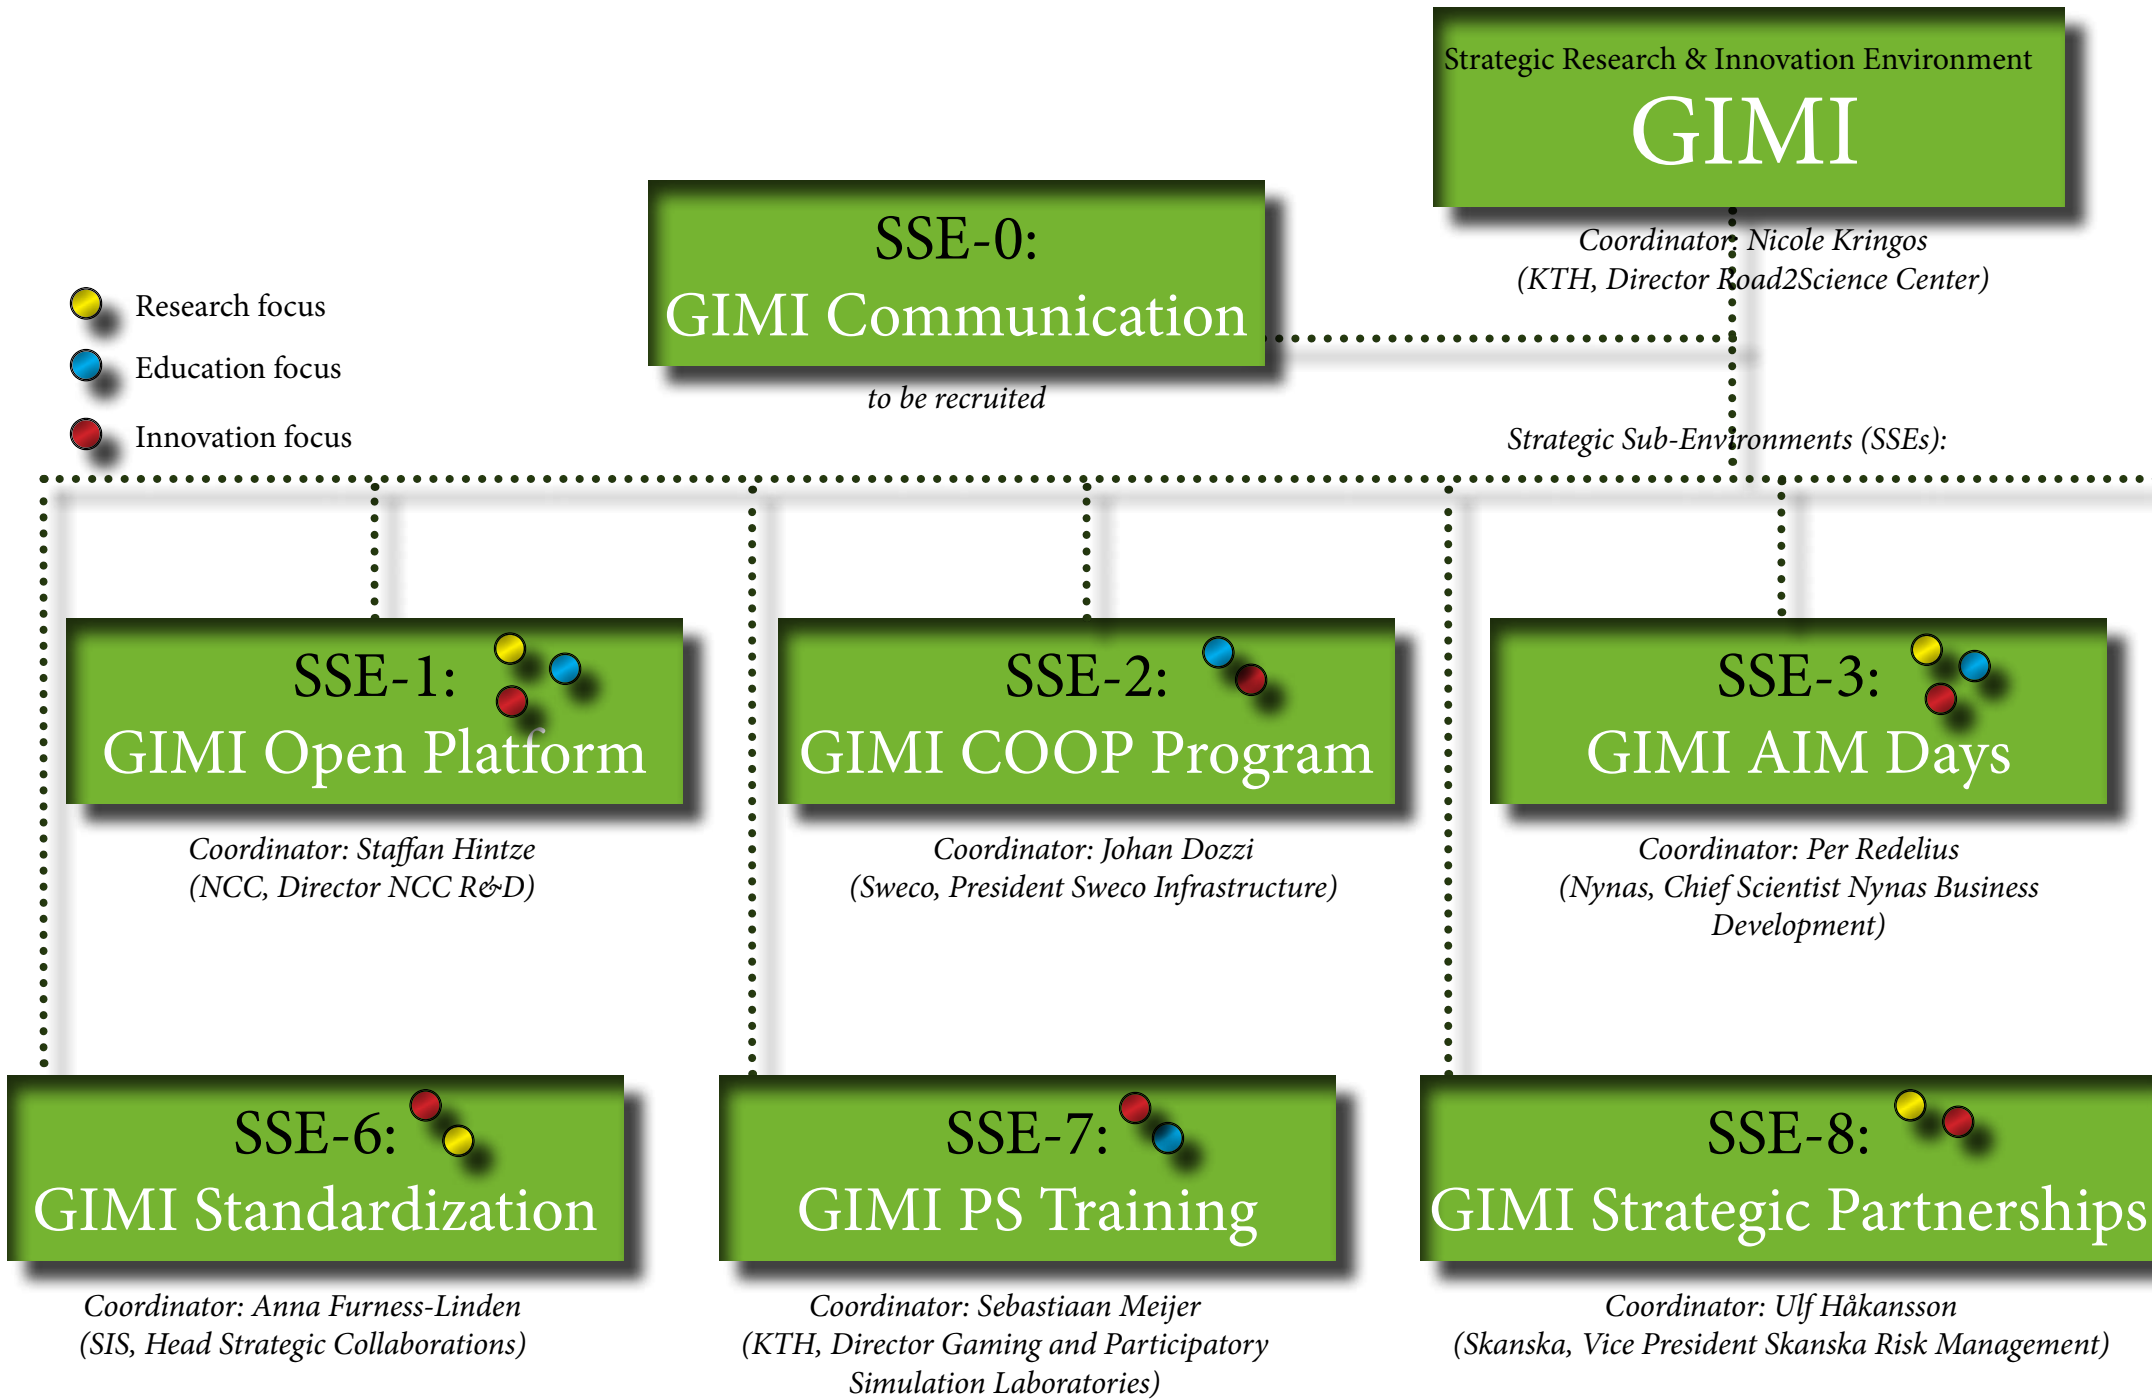 Strategic Research & Innovation Environment
GIMI
Coordinator: Nicole Kringos
(KTH, Director Road2Science Center)
SSE-0:
GIMI Communication
to be recruited
Research focus
Education focus
Innovation focus
Strategic Sub-Environments (SSEs):
SSE-1:
GIMI Open Platform
Coordinator: Staffan Hintze
(NCC, Director NCC R&D)
SSE-2:
GIMI COOP Program
Coordinator: Johan Dozzi
(Sweco, President Sweco Infrastructure)
SSE-3:
GIMI AIM Days
Coordinator: Per Redelius
(Nynas, Chief Scientist Nynas Business
Development)
SSE-6:
GIMI Standardization
Coordinator: Anna Furness-Linden
(SIS, Head Strategic Collaborations)
SSE-7:
GIMI PS Training
Coordinator: Sebastiaan Meijer
(KTH, Director Gaming and Participatory
Simulation Laboratories)
SSE-8:
GIMI Strategic Partnerships
Coordinator: Ulf Håkansson
(Skanska, Vice President Skanska Risk Management)